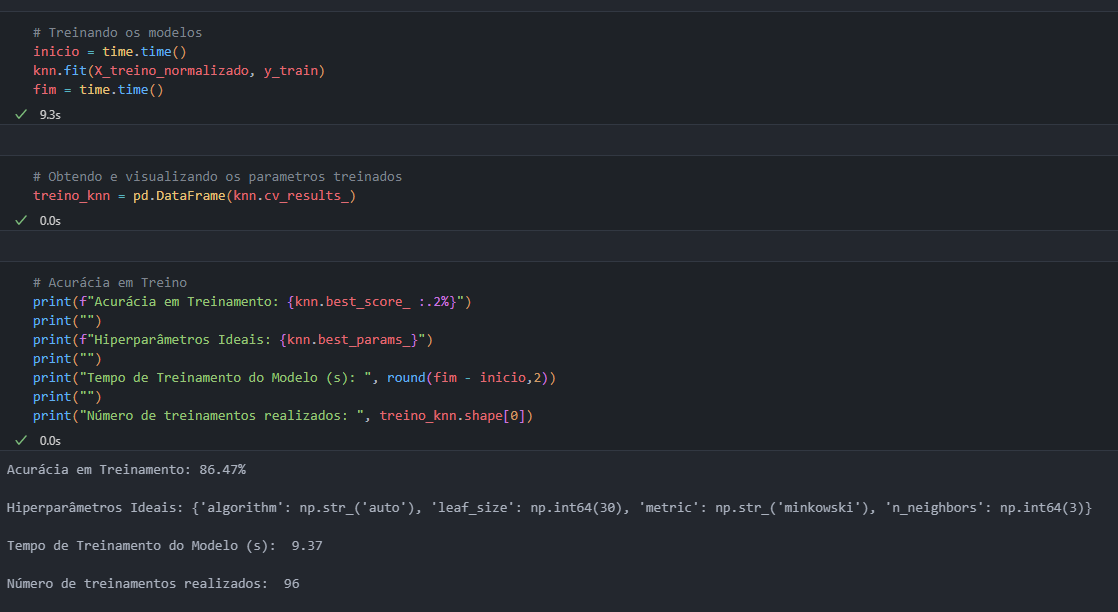 # Treinando os modelos
inicio = time.time()
knn.fit(X_treino_normalizado, y_train)
fim = time.time()
9.3s
# Obtendo e visualizando os parametros treinados
treino_knn = pd.DataFrame(knn.cv_results_)
0.0s
# Acurácia em Treino
print(f"Acurácia em Treinamento: {knn.best_score_ :.2%}")
print("")
print(f"Hiperparâmetros Ideais: {knn.best_params_}")
print("")
print("Tempo de Treinamento do Modelo (s): ", round(fim - inicio,2))
print("")
print("Número de treinamentos realizados: ", treino_knn.shape[0])
0.0s
Acurácia em Treinamento: 86.47%
Hiperparâmetros Ideais: {'algorithm': np.str_('auto'), 'leaf_size': np.int64(30), 'metric': np.str_('minkowski'), 'n_neighbors': np.int64(3)}
Tempo de Treinamento do Modelo (s):  9.37
Número de treinamentos realizados:  96